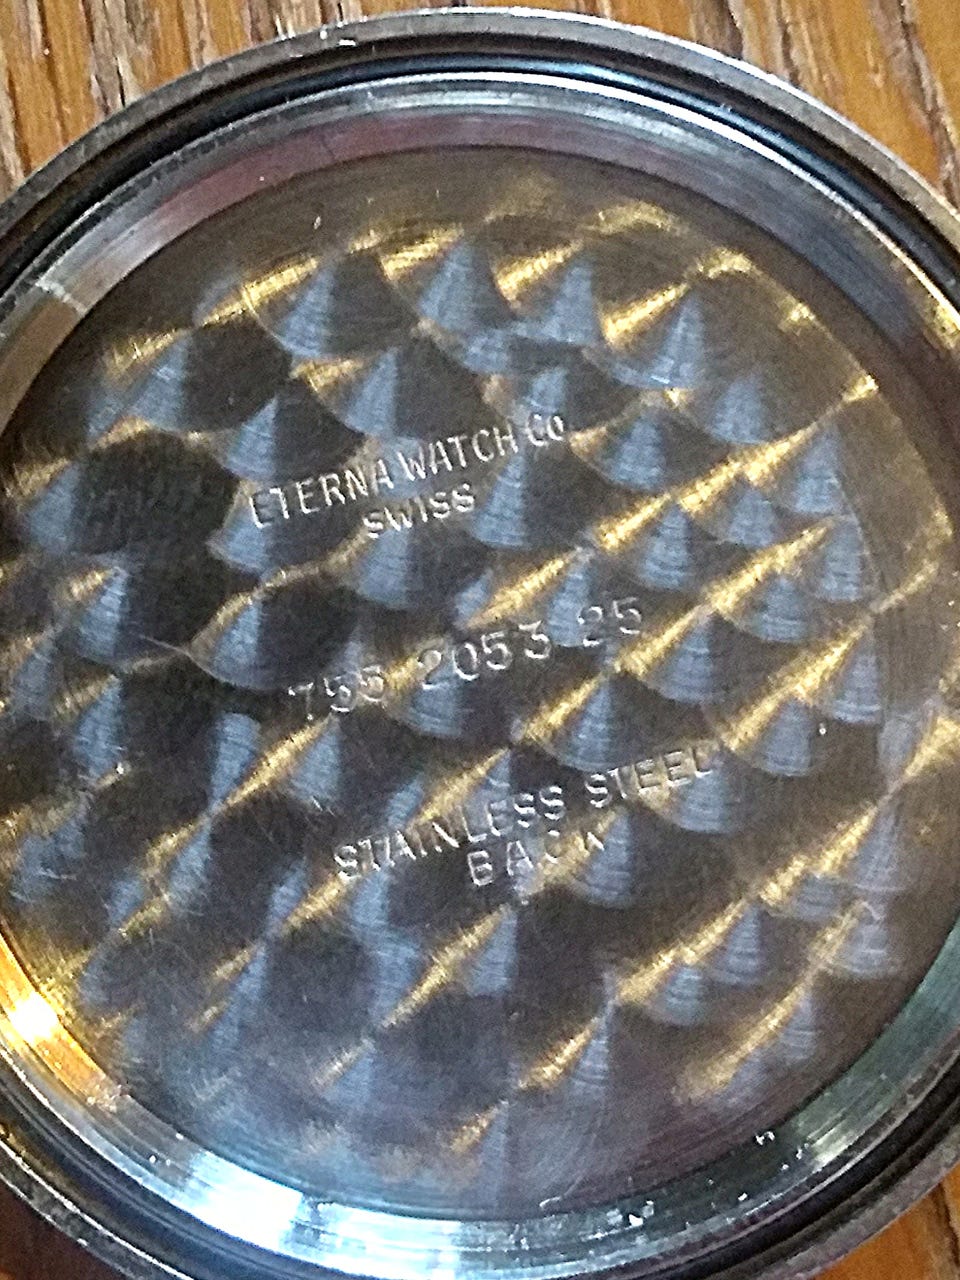 ETERNA WATCH Co
SWISS
755 2053 25
STAINLESS STEEL
BACK